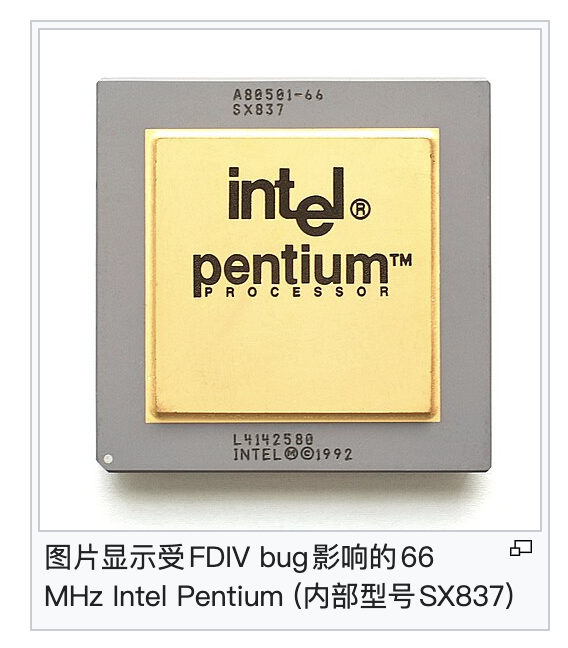 A80501-66
SX837
intel®
pentium™
PROCESSOR
L4142580
INTEL Ⓜ©1992
图片显示受FDIV bug影响的66
MHz Intel Pentium (内部型号SX837)